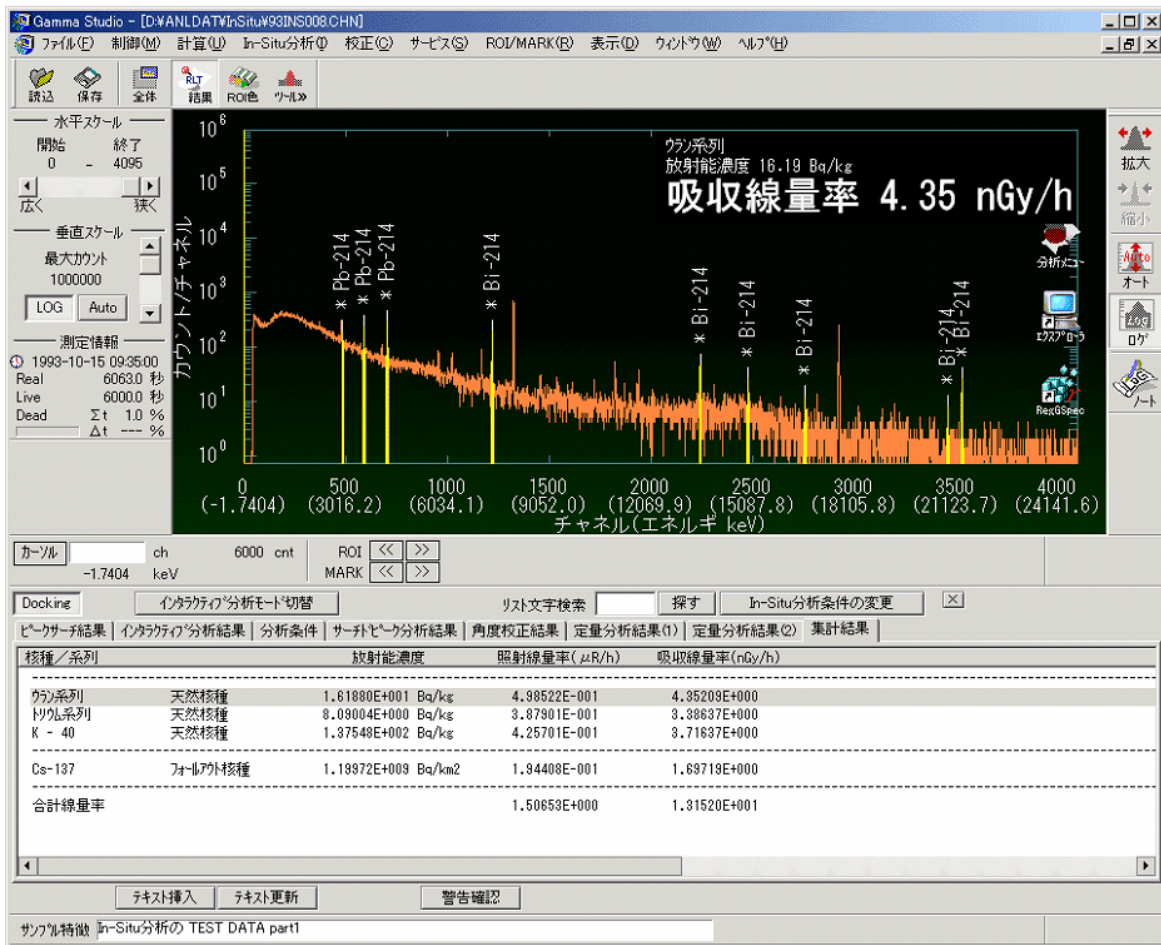 Gamma Studio - [D:¥ANLDAT¥InSitu¥93INS008.CHN]
ファイル(F) 制御(M) 計算(U) In-Situ分析(I) 校正(C) サービス(S) ROI/MARK(R) 表示(D) ウィンドウ(W) ヘルプ(H)
読込 保存 全体 RLT 結果 ROI色 ツール»
水平スケール
開始 終了
0 - 4095
広く 狭く
垂直スケール
最大カウント
1000000
LOG Auto
測定情報
1993-10-15 09:35:00
Real 6063.0 秒
Live 6000.0 秒
Dead Σt 1.0 %
Δt --- %
ウラン系列
放射能濃度 16.19 Bq/kg
吸収線量率 4.35 nGy/h
カウント/チャネル
10^6
10^5
10^4
10^3
10^2
10^1
10^0
* Pb-214
* Pb-214
* Pb-214
* Bi-214
* Bi-214
* Bi-214
* Bi-214
* Bi-214
* Bi-214
0 500 1000 1500 2000 2500 3000 3500 4000
(-1.7404) (3016.2) (6034.1) (9052.0) (12069.9) (15087.8) (18105.8) (21123.7) (24141.6)
チャネル(エネルギ keV)
分析メニュー
エクスプローラ
RegGSpec
拡大
縮小
Auto
オート
Log
ログ
LOG
ノート
カーソル ch 6000 cnt ROI << >>
-1.7404 keV MARK << >>
Docking インタラクティブ分析モード切替 リスト文字検索 探す In-Situ分析条件の変更
ピークサーチ結果 インタラクティブ分析結果 分析条件 サーチドピーク分析結果 角度校正結果 定量分析結果(1) 定量分析結果(2) 集計結果
核種/系列 放射能濃度 照射線量率(μR/h) 吸収線量率(nGy/h)
ウラン系列 天然核種 1.61880E+001 Bq/kg 4.98522E-001 4.35209E+000
トリウム系列 天然核種 8.09004E+000 Bq/kg 3.87901E-001 3.38637E+000
K - 40 天然核種 1.37548E+002 Bq/kg 4.25701E-001 3.71637E+000
Cs-137 フォールアウト核種 1.19972E+009 Bq/km2 1.94408E-001 1.69719E+000
合計線量率 1.50653E+000 1.31520E+001
テキスト挿入 テキスト更新 警告確認
サンプル特徴 In-Situ分析の TEST DATA part1